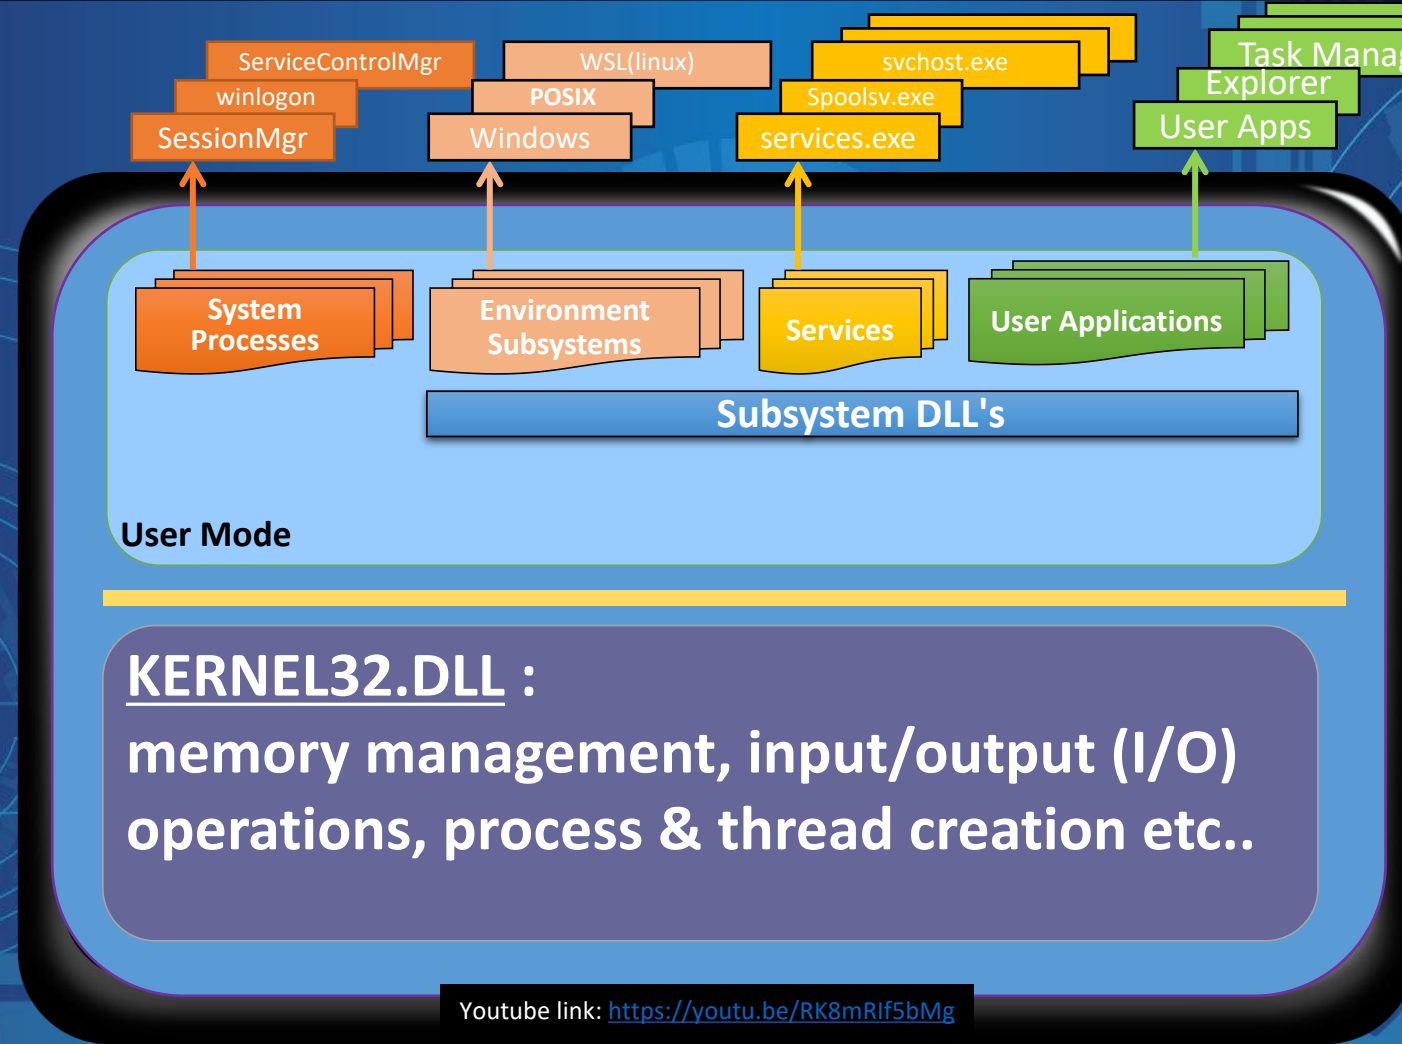 ServiceControlMgr
winlogon
SessionMgr
WSL(linux)
POSIX
Windows
svchost.exe
Spoolsv.exe
services.exe
Task Manag
Explorer
User Apps
System
Processes
Environment
Subsystems
Services
User Applications
Subsystem DLL's
User Mode
KERNEL32.DLL :
memory management, input/output (I/O)
operations, process & thread creation etc..
Youtube link: https://youtu.be/RK8mRIf5bMg